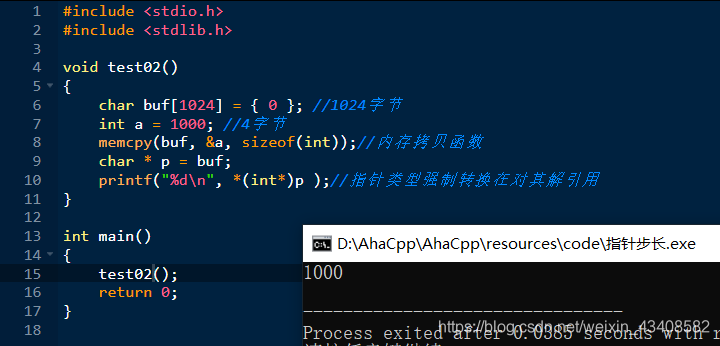 1 #include <stdio.h>
2 #include <stdlib.h>
3
4 void test02()
5 {
6 char buf[1024] = { 0 }; //1024字节
7 int a = 1000; //4字节
8 memcpy(buf, &a, sizeof(int));//内存拷贝函数
9 char * p = buf;
10 printf("%d\n", *(int*)p );//指针类型强制转换在对其解引用
11 }
12
13 int main()
14 {
15 test02();
16 return 0;
17 }
18
D:\AhaCpp\AhaCpp\resources\code\指针步长.exe
1000
--------------------------------
https://blog.csdn.net/weixin_43408582
Process exited after 0.0385 seconds with